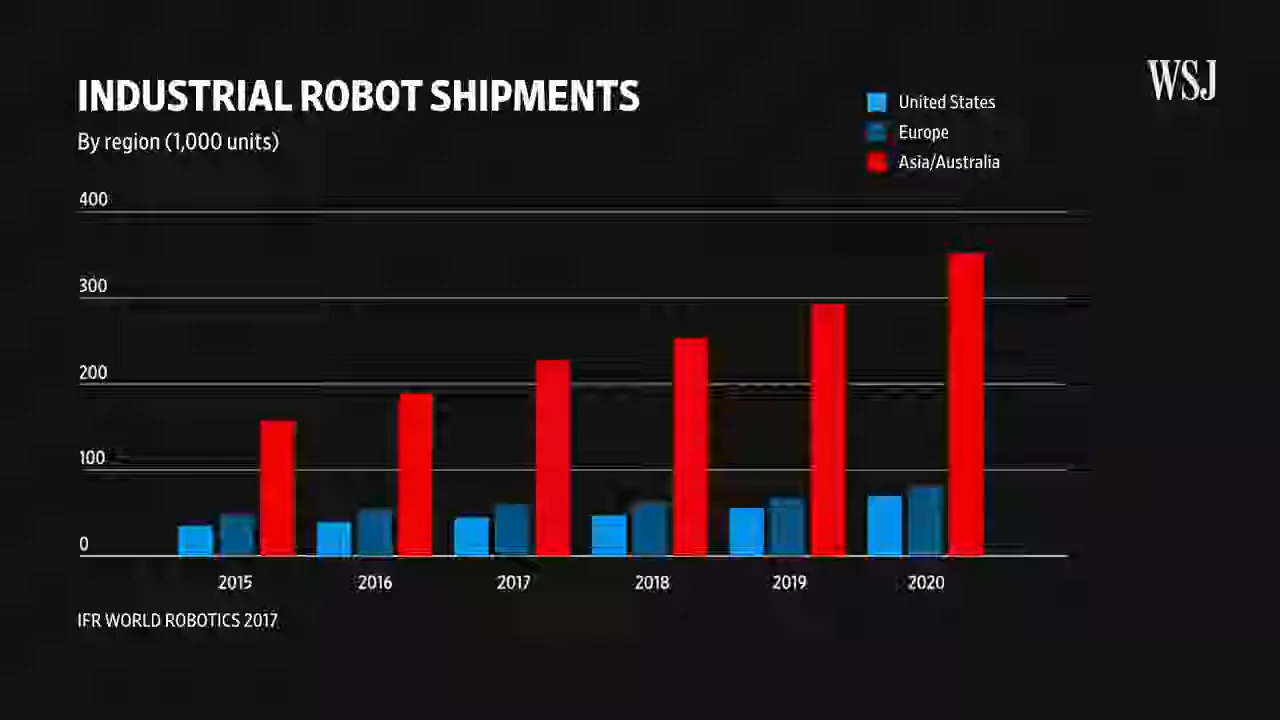 INDUSTRIAL ROBOT SHIPMENTS
By region (1,000 units)
WSJ
United States
Europe
Asia/Australia
400
300
200
100
0
2015 2016 2017 2018 2019 2020
IFR WORLD ROBOTICS 2017